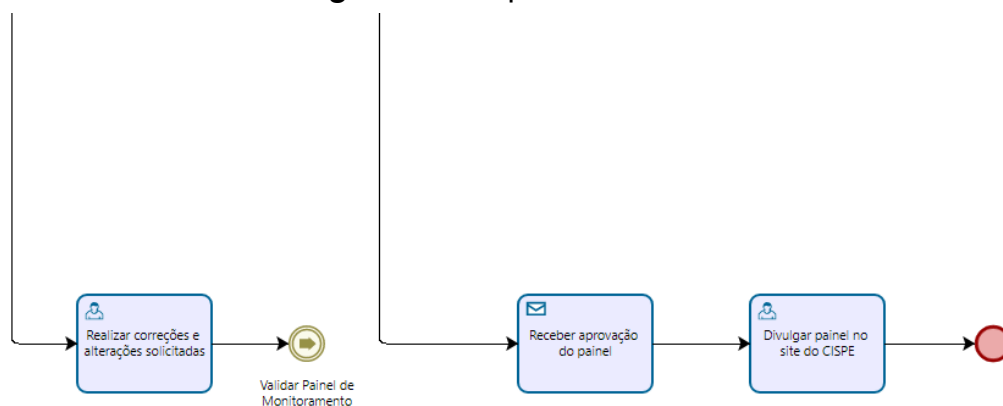 Realizar correções e
alterações solicitadas
Validar Painel de
Monitoramento
Receber aprovação
do painel
Divulgar painel no
site do CISPE